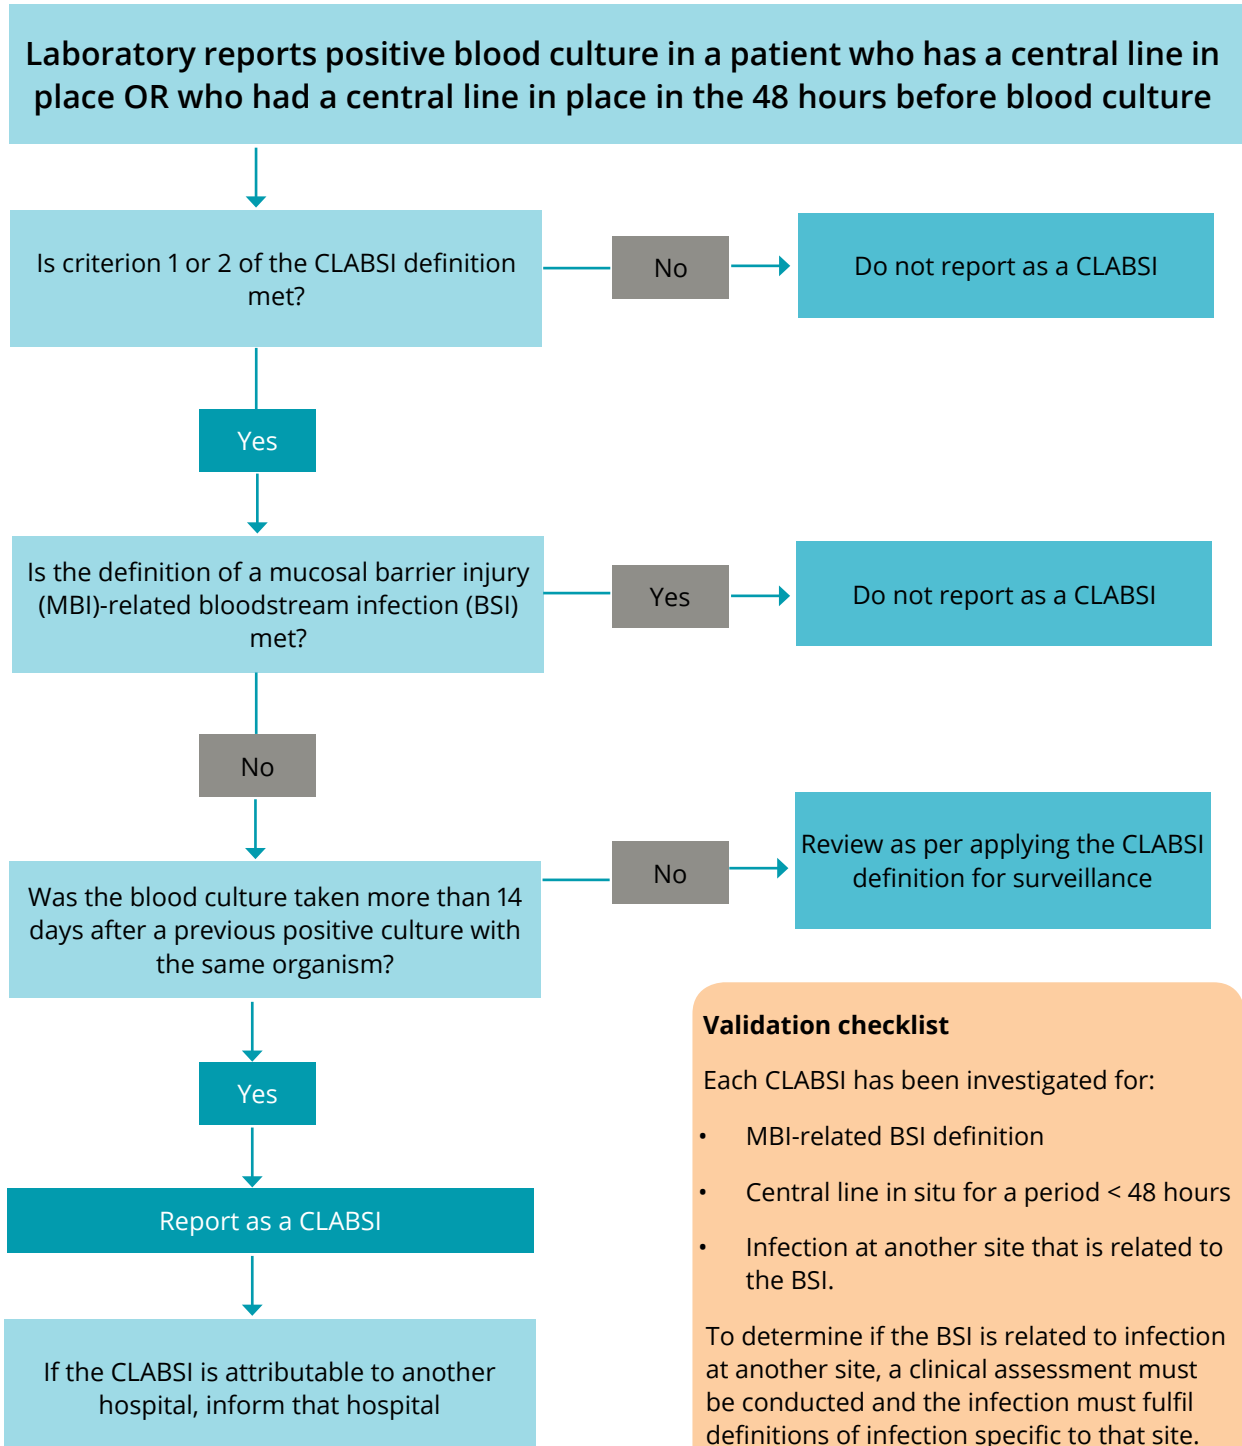 Laboratory reports positive blood culture in a patient who has a central line in
place OR who had a central line in place in the 48 hours before blood culture
Is criterion 1 or 2 of the CLABSI definition
met?
No
Do not report as a CLABSI
Yes
Is the definition of a mucosal barrier injury
(MBI)-related bloodstream infection (BSI)
met?
Yes
Do not report as a CLABSI
No
Was the blood culture taken more than 14
days after a previous positive culture with
the same organism?
No
Review as per applying the CLABSI
definition for surveillance
Yes
Report as a CLABSI
If the CLABSI is attributable to another
hospital, inform that hospital
Validation checklist
Each CLABSI has been investigated for:
• MBI-related BSI definition
• Central line in situ for a period < 48 hours
• Infection at another site that is related to
the BSI.
To determine if the BSI is related to infection
at another site, a clinical assessment must
be conducted and the infection must fulfil
definitions of infection specific to that site.